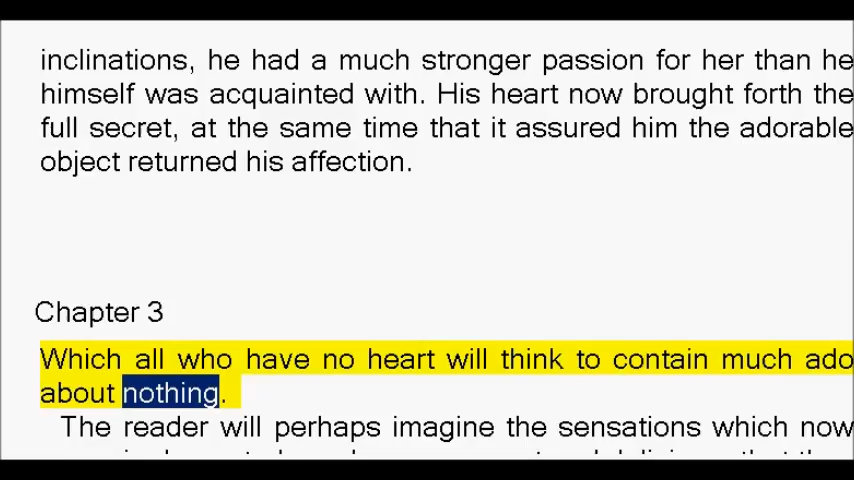 inclinations, he had a much stronger passion for her than he
himself was acquainted with. His heart now brought forth the
full secret, at the same time that it assured him the adorable
object returned his affection.
Chapter 3
Which all who have no heart will think to contain much ado
about nothing.
The reader will perhaps imagine the sensations which now